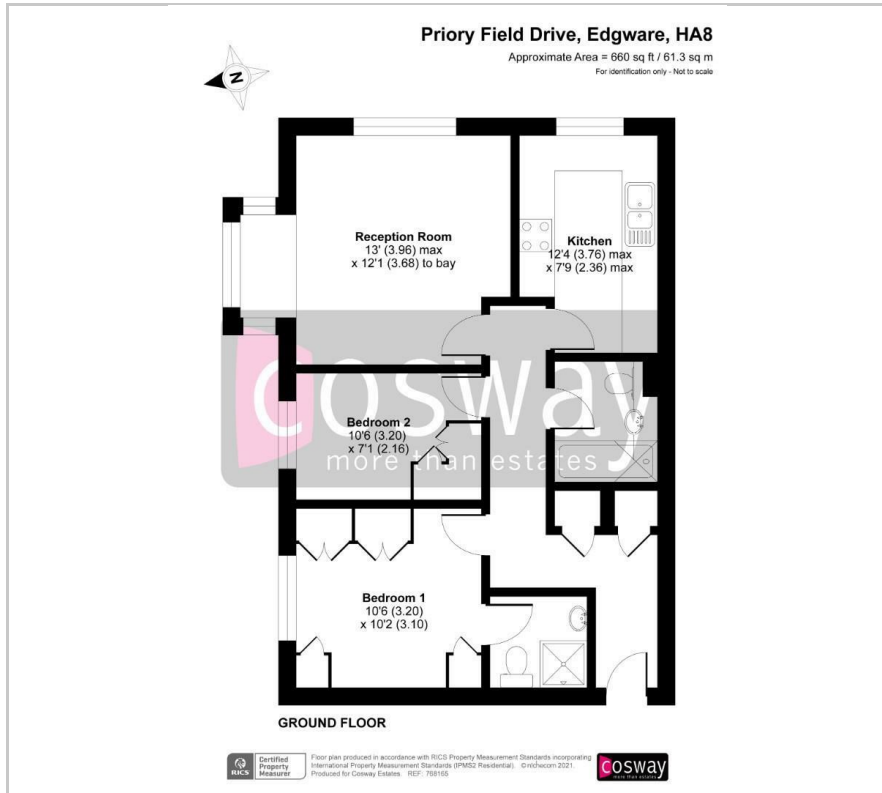 Priory Field Drive, Edgware, HA8
Approximate Area = 660 sq ft / 61.3 sq m
For identification only - Not to scale
N
Reception Room
13' (3.96) max
x 12'1 (3.68) to bay
Kitchen
12'4 (3.76) max
x 7'9 (2.36) max
cosway
more than estates
Bedroom 2
10'6 (3.20)
x 7'1 (2.16)
Bedroom 1
10'6 (3.20)
x 10'2 (3.10)
GROUND FLOOR
RICS
Certified
Property
Measurer
Floor plan produced in accordance with RICS Property Measurement Standards incorporating
International Property Measurement Standards (IPMS2 Residential). © nichecom 2021.
Produced for Cosway Estates. REF: 768155
cosway
more than estates